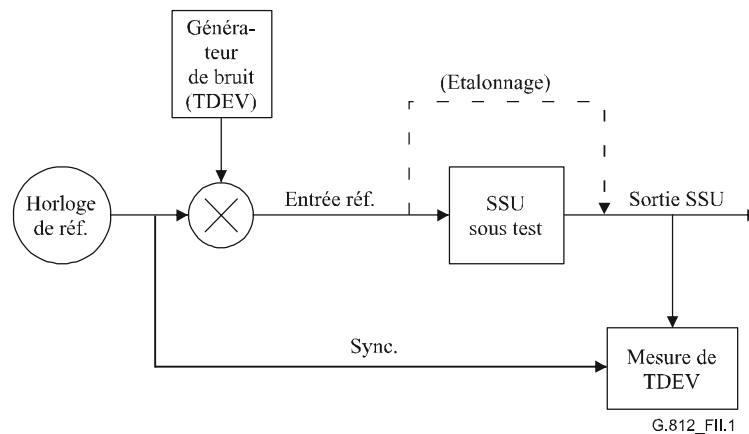 Généra-
teur
de bruit
(TDEV)
(Etalonnage)
Horloge
de réf.
Entrée réf.
SSU
sous test
Sortie SSU
Sync.
Mesure de
TDEV
G.812_FII.1